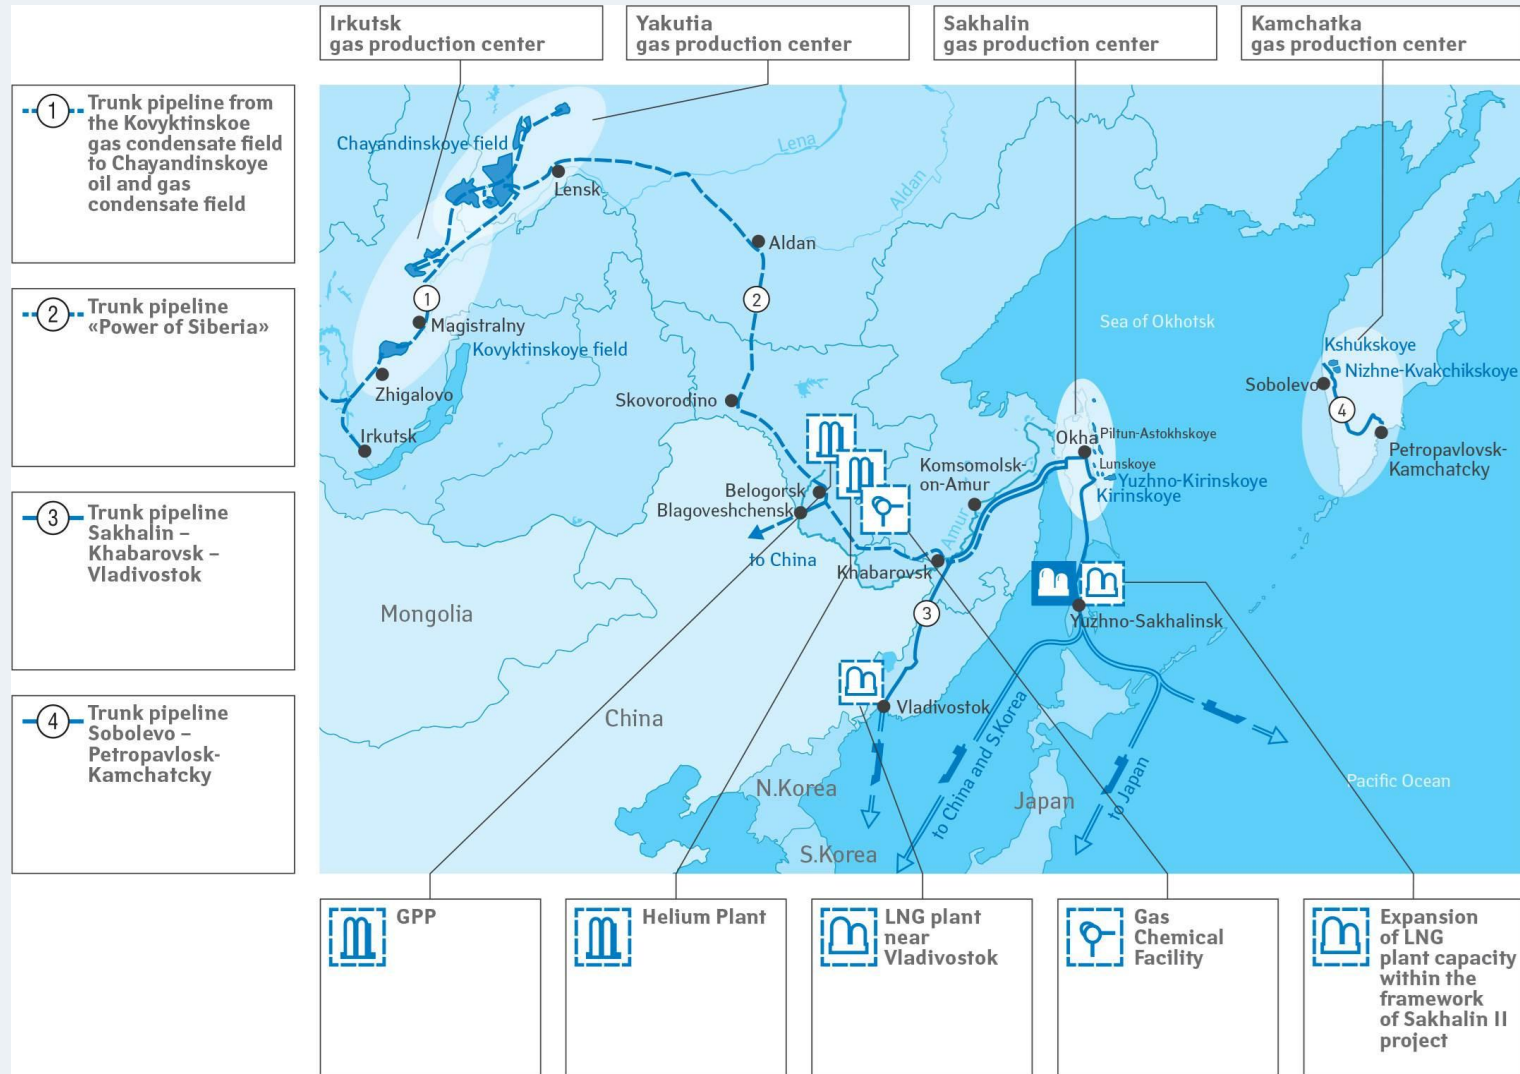 Irkutsk
gas production center
Yakutia
gas production center
Sakhalin
gas production center
Kamchatka
gas production center
1
Trunk pipeline from
the Kovyktinskoe
gas condensate field
to Chayandinskoye
oil and gas
condensate field
2
Trunk pipeline
«Power of Siberia»
3
Trunk pipeline
Sakhalin –
Khabarovsk –
Vladivostok
4
Trunk pipeline
Sobolevo –
Petropavlosk-
Kamchatcky
Chayandinskoye field
Lena
Aldan
Lensk
Aldan
1
2
Magistralny
Kovyktinskoye field
Zhigalovo
Irkutsk
Skovorodino
Sea of Okhotsk
Kshukskoye
Nizhne-Kvakchikskoye
Sobolevo
4
Petropavlovsk-
Kamchatcky
Okha
Piltun-Astokhskoye
Lunskoye
Yuzhno-Kirinskoye
Kirinskoye
Komsomolsk-
on-Amur
Belogorsk
Blagoveshchensk
to China
Amur
Khabarovsk
3
Yuzhno-Sakhalinsk
Mongolia
China
Vladivostok
N.Korea
S.Korea
Japan
to China and S.Korea
to Japan
Pacific Ocean
GPP
Helium Plant
LNG plant
near
Vladivostok
Gas
Chemical
Facility
Expansion
of LNG
plant capacity
within the
framework
of Sakhalin II
project